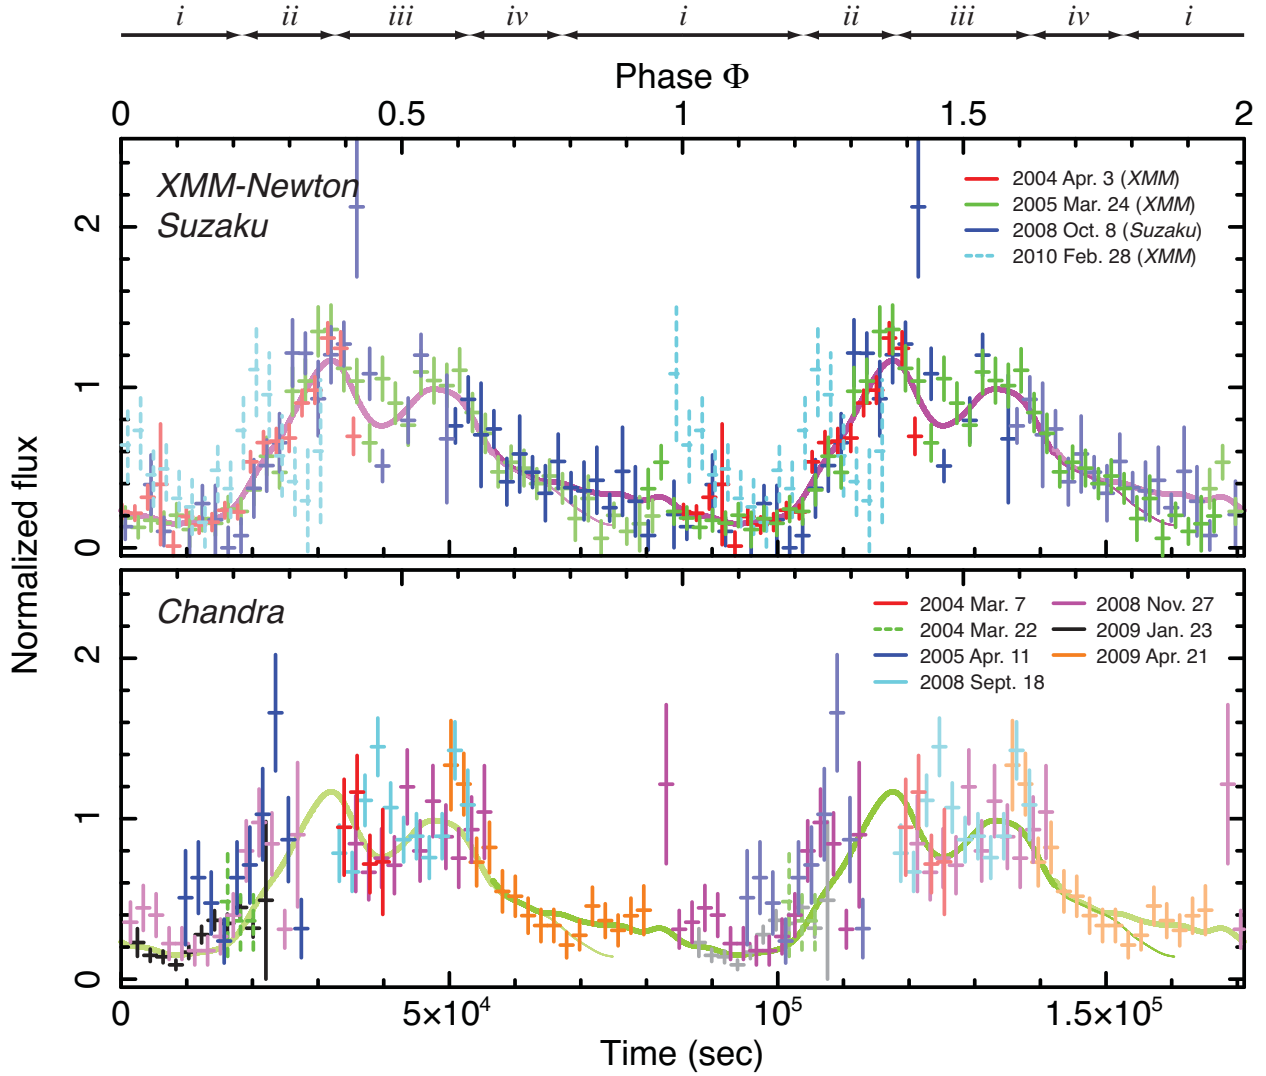 i ii iii iv i ii iii iv i
Phase Φ
0 0.5 1 1.5 2
XMM-Newton
Suzaku
2004 Apr. 3 (XMM)
2005 Mar. 24 (XMM)
2008 Oct. 8 (Suzaku)
2010 Feb. 28 (XMM)
2
1
0
Normalized flux
Chandra
2004 Mar. 7
2004 Mar. 22
2005 Apr. 11
2008 Sept. 18
2008 Nov. 27
2009 Jan. 23
2009 Apr. 21
2
1
0
0 5×10⁴ 10⁵ 1.5×10⁵
Time (sec)